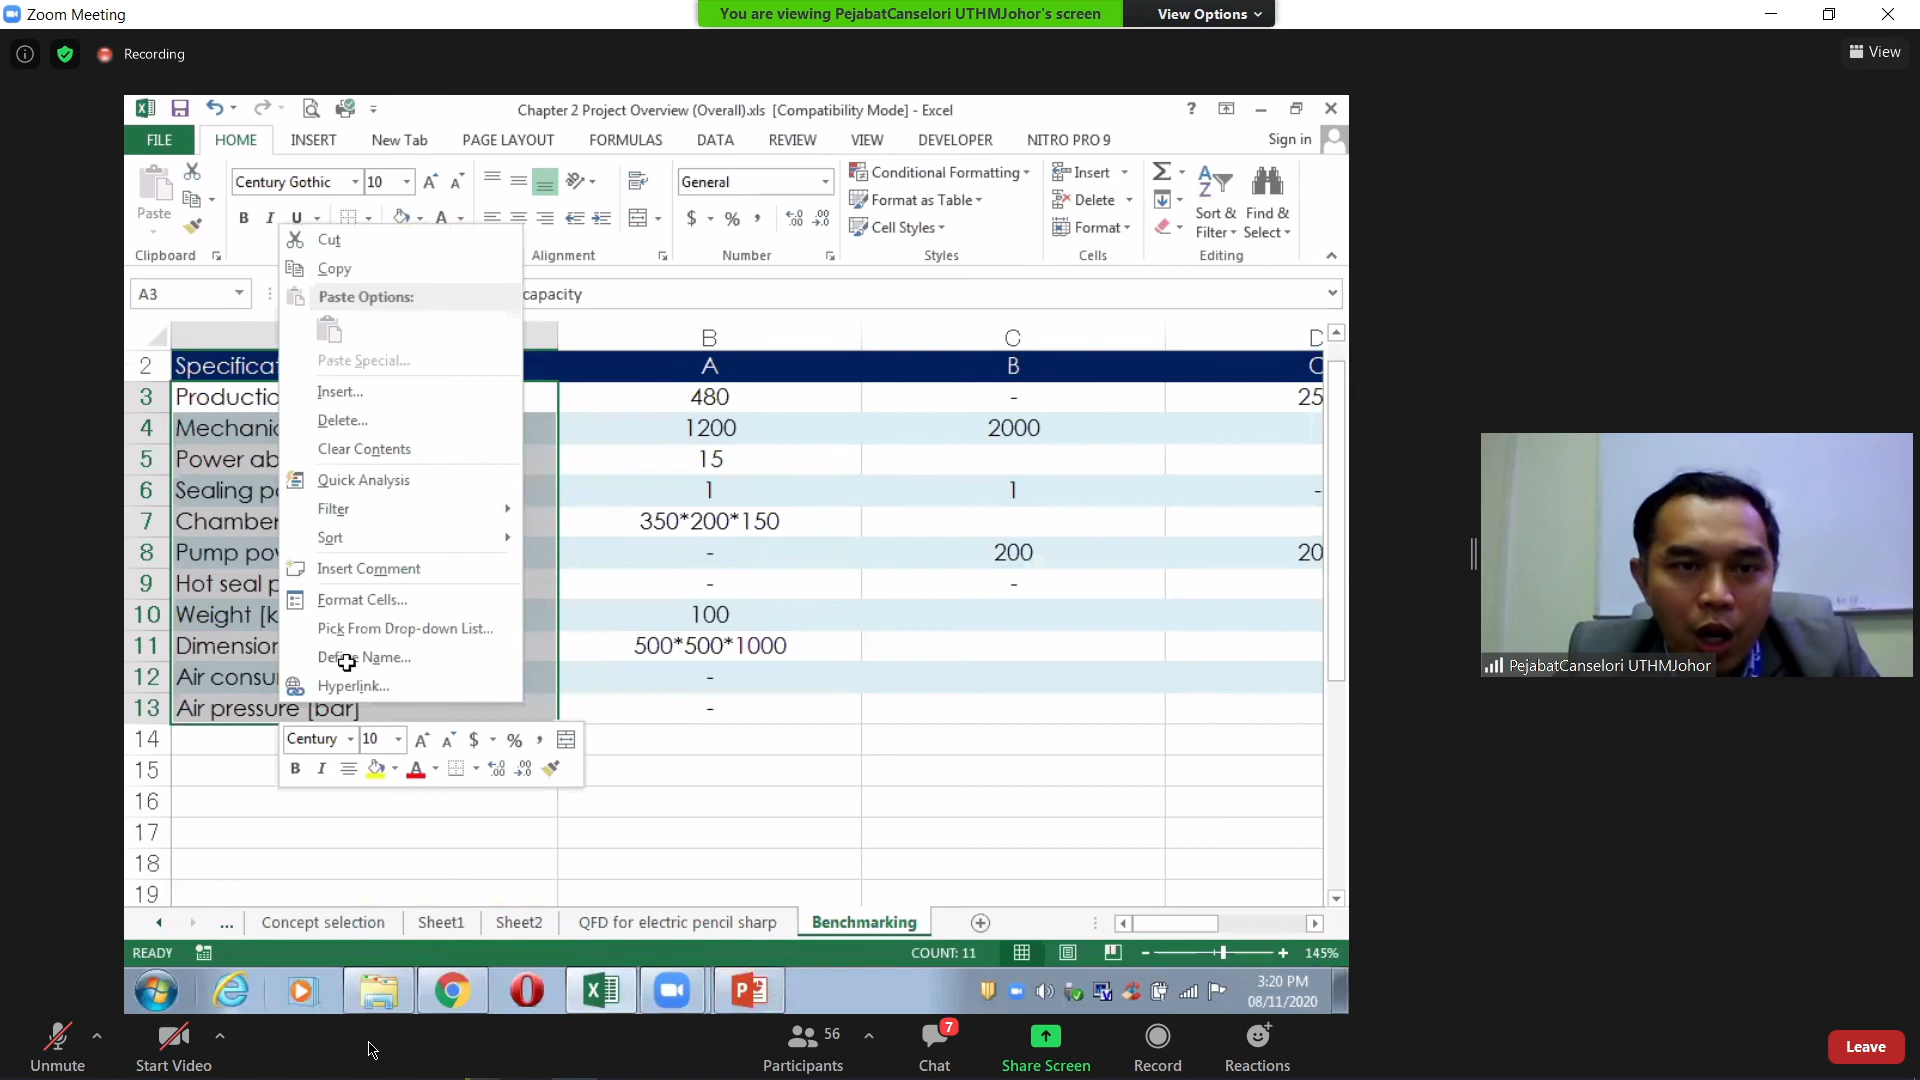 Zoom Meeting
You are viewing PejabatCanselori UTHMJohor's screen
View Options
Recording
View
Chapter 2 Project Overview (Overall).xls [Compatibility Mode] - Excel
FILE HOME INSERT New Tab PAGE LAYOUT FORMULAS DATA REVIEW VIEW DEVELOPER NITRO PRO 9 Sign in
Paste
Clipboard
Century Gothic 10
B I U A
Alignment
General
$ % ,
Number
Conditional Formatting
Format as Table
Cell Styles
Styles
Insert
Delete
Format
Cells
Sort & Filter
Find & Select
Editing
A3
capacity
Cut
Copy
Paste Options:
Paste Special...
Insert...
Delete...
Clear Contents
Quick Analysis
Filter
Sort
Insert Comment
Format Cells...
Pick From Drop-down List...
Define Name...
Hyperlink...
B C D
2 Specificat A B C
3 Productio 480 - 25
4 Mechanic 1200 2000
5 Power ab 15
6 Sealing po 1 1 -
7 Chamber 350*200*150
8 Pump pov - 200 20
9 Hot seal p - -
10 Weight [k 100
11 Dimension 500*500*1000
12 Air consu -
13 Air pressure [bar] -
14
15
16
17
18
19
Century 10 $ % ,
B I A
... Concept selection Sheet1 Sheet2 QFD for electric pencil sharp Benchmarking
READY COUNT: 11 145%
3:20 PM
08/11/2020
PejabatCanselori UTHMJohor
Unmute
Start Video
56
Participants
7
Chat
Share Screen
Record
Reactions
Leave